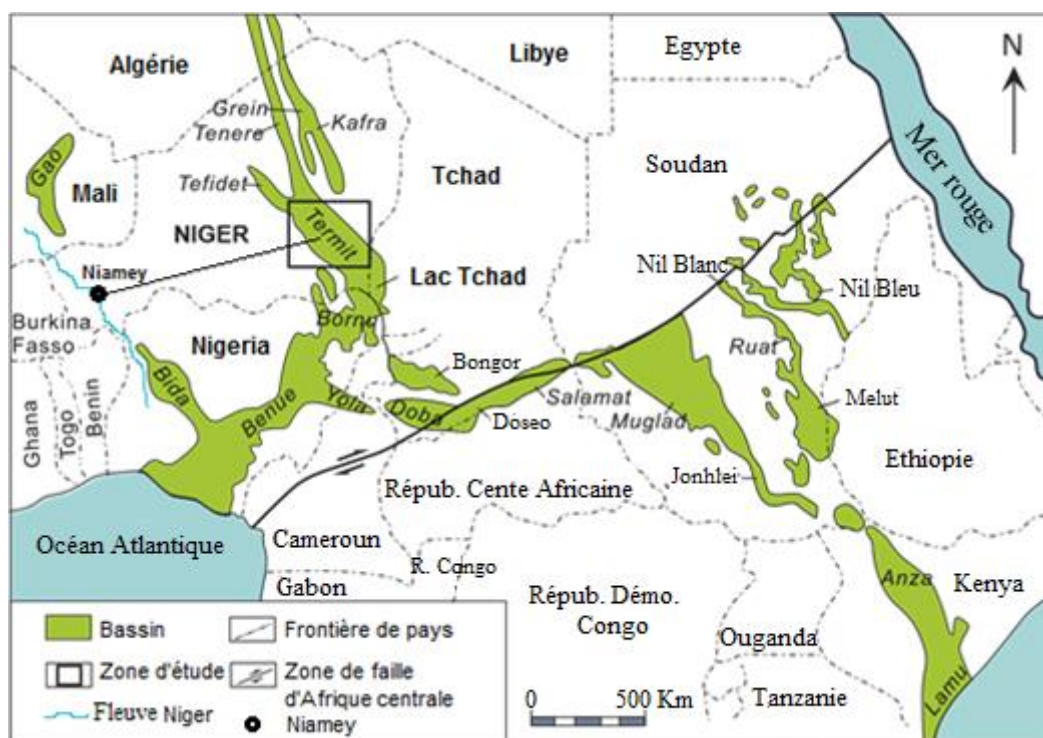 Egypte
N
Libye
Algérie
Grein
Tenere
Kafra
Mer rouge
Gao
Mali
Tefidet
Tchad
Soudan
NIGER
Termit
Niamey
Lac Tchad
Nil Blanc
Nil Bleu
Burkina
Fasso
Nigeria
Bornu
Bongor
Ruat
Bida
Benue
Yola
Doba
Salamat
Doseo
Muglad
Melut
Ghana
Togo
Benin
Ethiopie
Jonhlei
Répub. Cente Africaine
Océan Atlantique
Cameroun
R. Congo
Gabon
Anza
Kenya
Répub. Démo.
Congo
Ouganda
Tanzanie
Lamu
Bassin
Frontière de pays
Zone d'étude
Zone de faille
d'Afrique centrale
Fleuve Niger
Niamey
0 500 Km